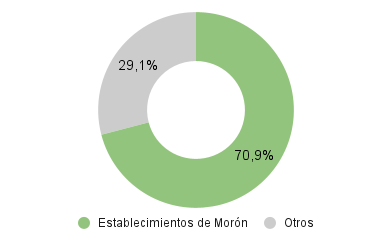 29,1%
70,9%
Establecimientos de Morón
Otros